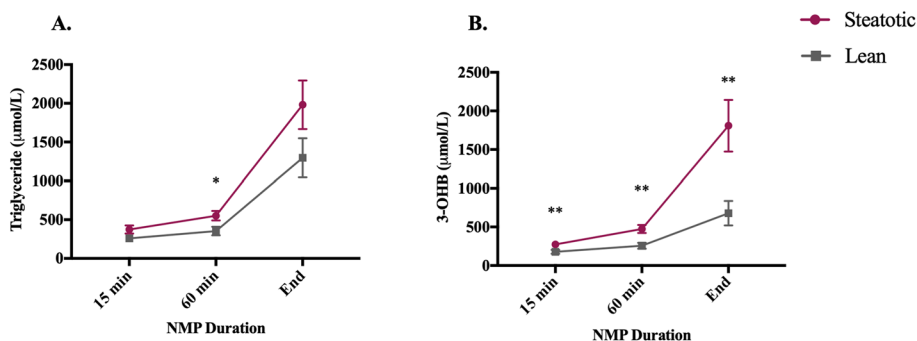 A.
B.
Steatotic
Lean
2500
2000
1500
1000
500
0
Triglyceride (μmol/L)
*
15 min
60 min
End
NMP Duration
2500
2000
1500
1000
500
0
3-OHB (μmol/L)
**
**
**
15 min
60 min
End
NMP Duration